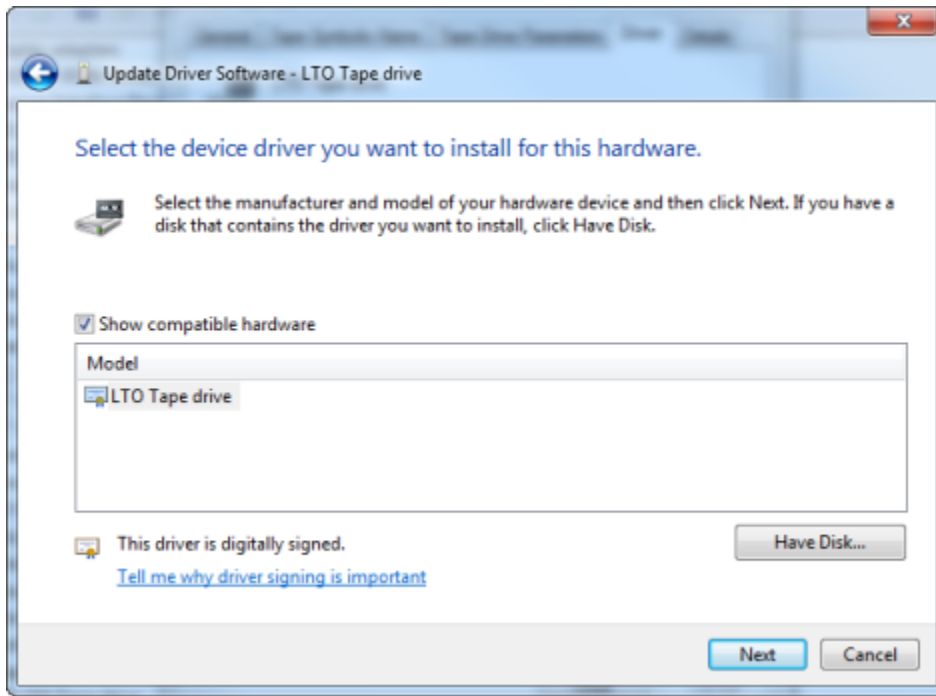 Update Driver Software - LTO Tape drive
Select the device driver you want to install for this hardware.
Select the manufacturer and model of your hardware device and then click Next. If you have a
disk that contains the driver you want to install, click Have Disk.
Show compatible hardware
Model
LTO Tape drive
This driver is digitally signed.
Have Disk...
Tell me why driver signing is important
Next
Cancel